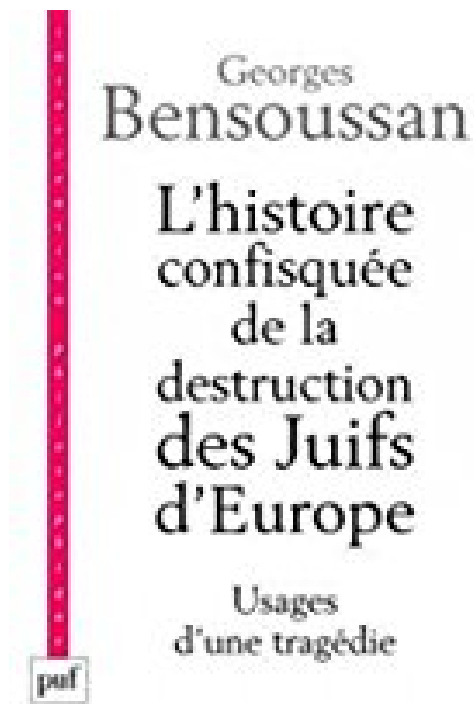 Georges
Bensoussan
L'histoire
confisquée
de la
destruction
des Juifs
d'Europe
Usages
d'une tragédie
puf